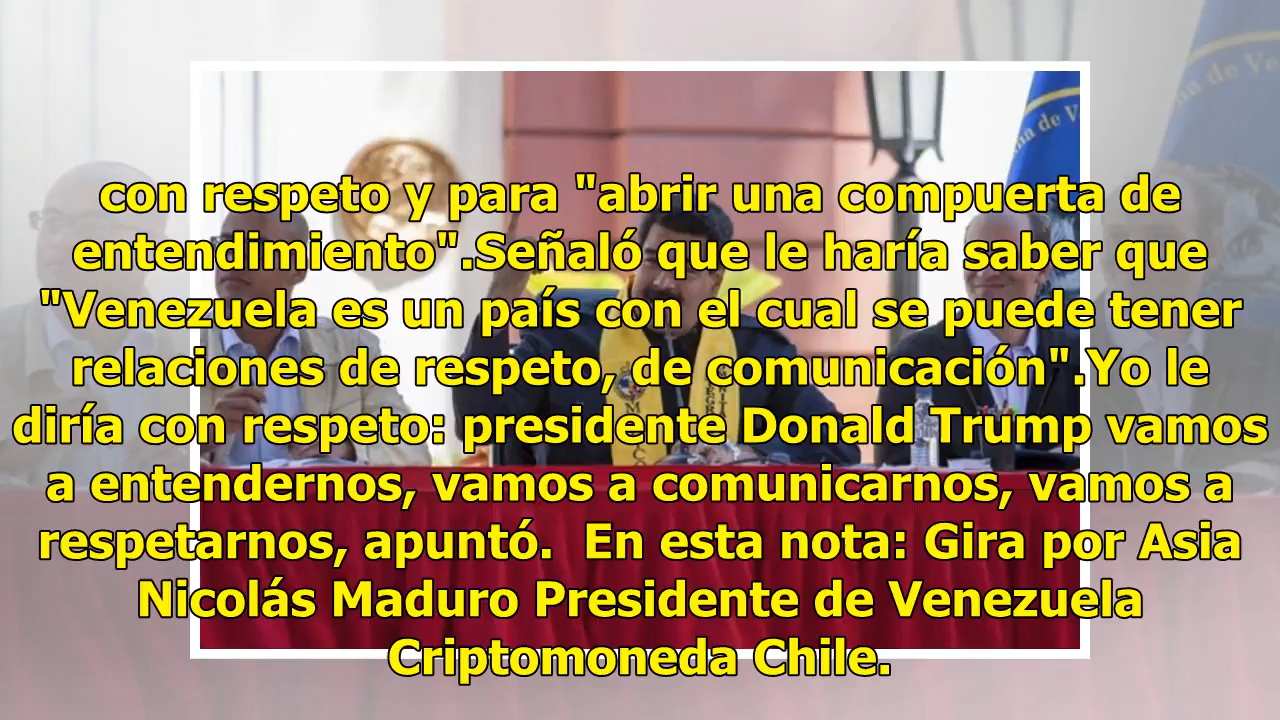 con respeto y para "abrir una compuerta de
entendimiento".Señaló que le haría saber que
"Venezuela es un país con el cual se puede tener
relaciones de respeto, de comunicación".Yo le
diría con respeto: presidente Donald Trump vamos
a entendernos, vamos a comunicarnos, vamos a
respetarnos, apuntó.  En esta nota: Gira por Asia
Nicolás Maduro Presidente de Venezuela
Criptomoneda Chile.